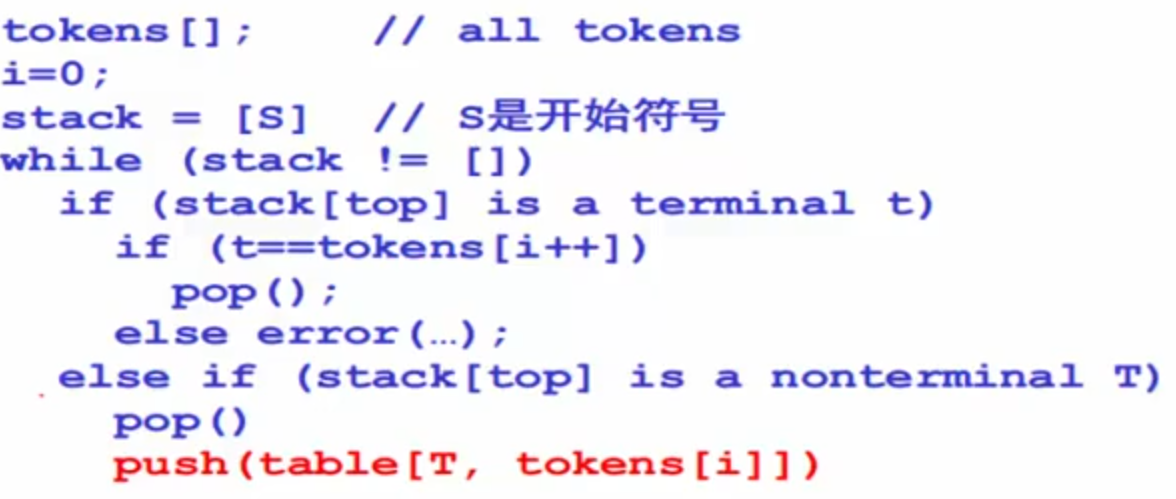 tokens[];    // all tokens
i=0;
stack = [S]  // S是开始符号
while (stack != [])
  if (stack[top] is a terminal t)
    if (t==tokens[i++])
      pop();
    else error(…);
  else if (stack[top] is a nonterminal T)
    pop()
    push(table[T, tokens[i]])